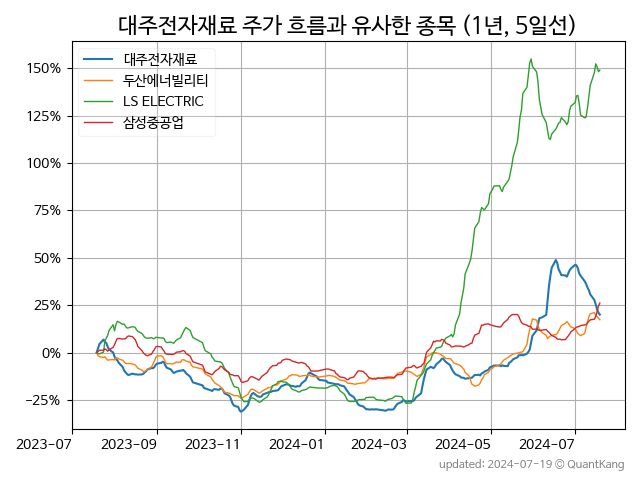 대주전자재료 주가 흐름과 유사한 종목 (1년, 5일선)
대주전자재료
두산에너빌리티
LS ELECTRIC
삼성중공업
150%
125%
100%
75%
50%
25%
0%
−25%
2023-07 2023-09 2023-11 2024-01 2024-03 2024-05 2024-07
updated: 2024-07-19 © QuantKang